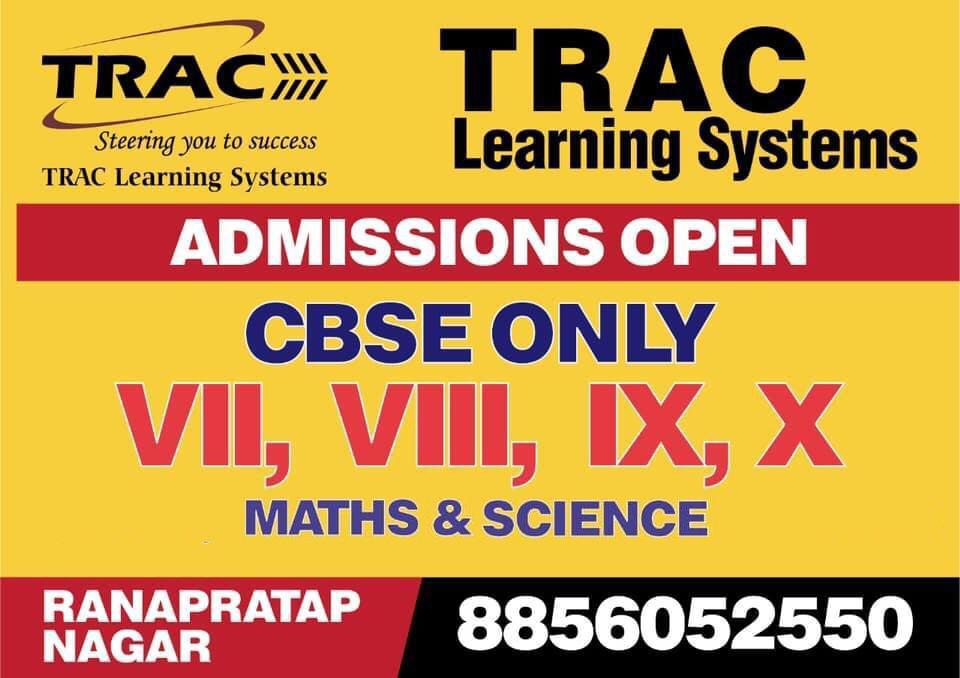 TRAC
Steering you to success
TRAC Learning Systems
TRAC
Learning Systems
ADMISSIONS OPEN
CBSE ONLY
VII, VIII, IX, X
MATHS & SCIENCE
RANAPRATAP
NAGAR
8856052550